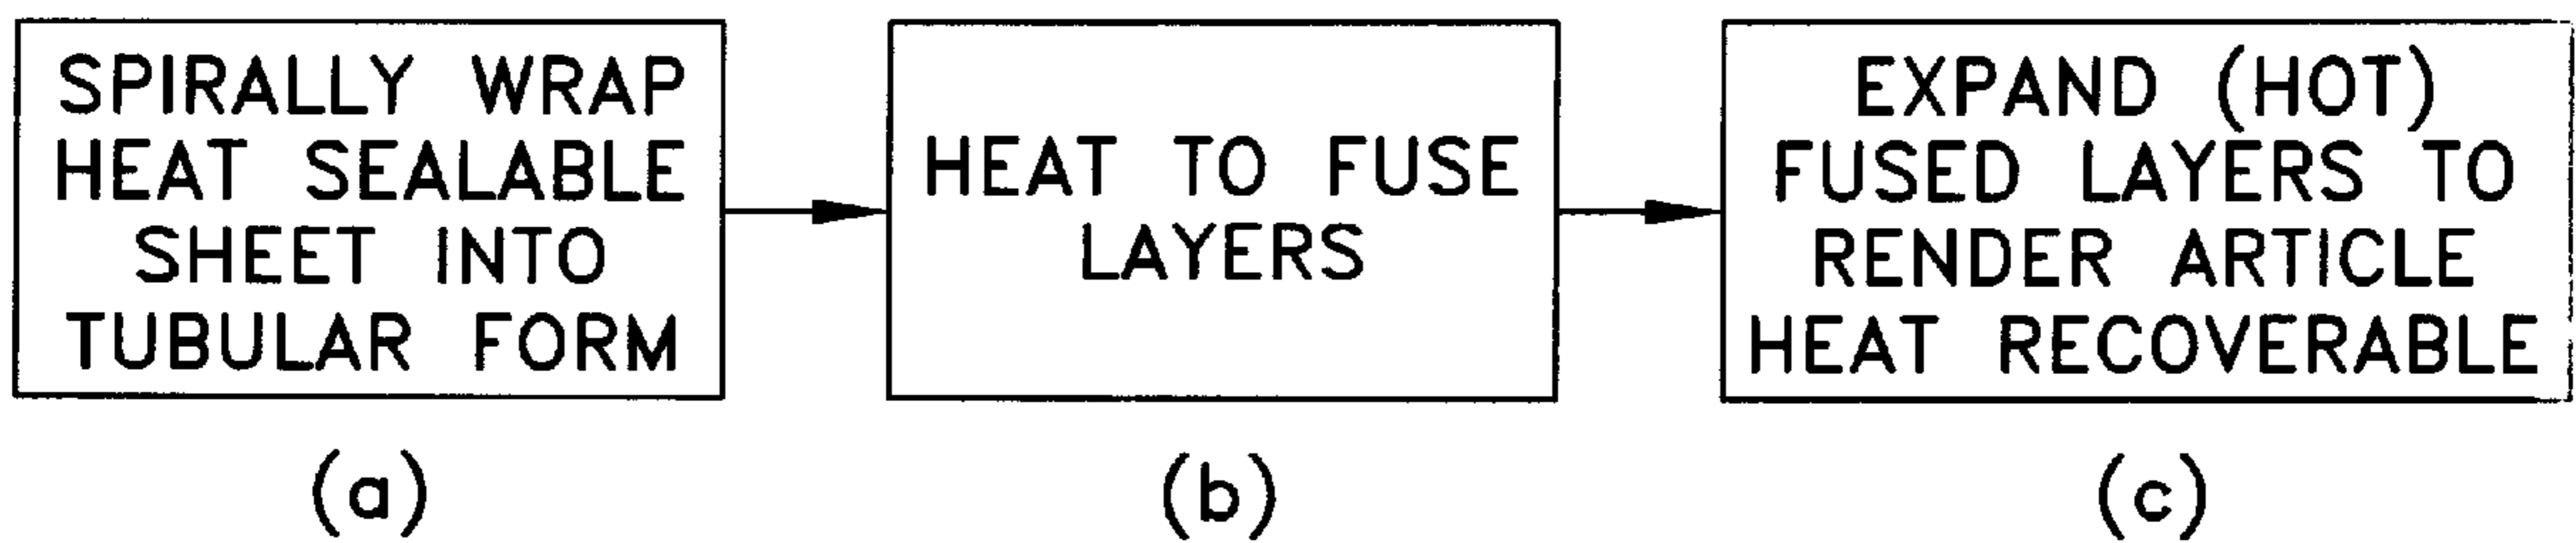 SPIRALLY WRAP
HEAT SEALABLE
SHEET INTO
TUBULAR FORM
(a)
HEAT TO FUSE
LAYERS
(b)
EXPAND (HOT)
FUSED LAYERS TO
RENDER ARTICLE
HEAT RECOVERABLE
(c)